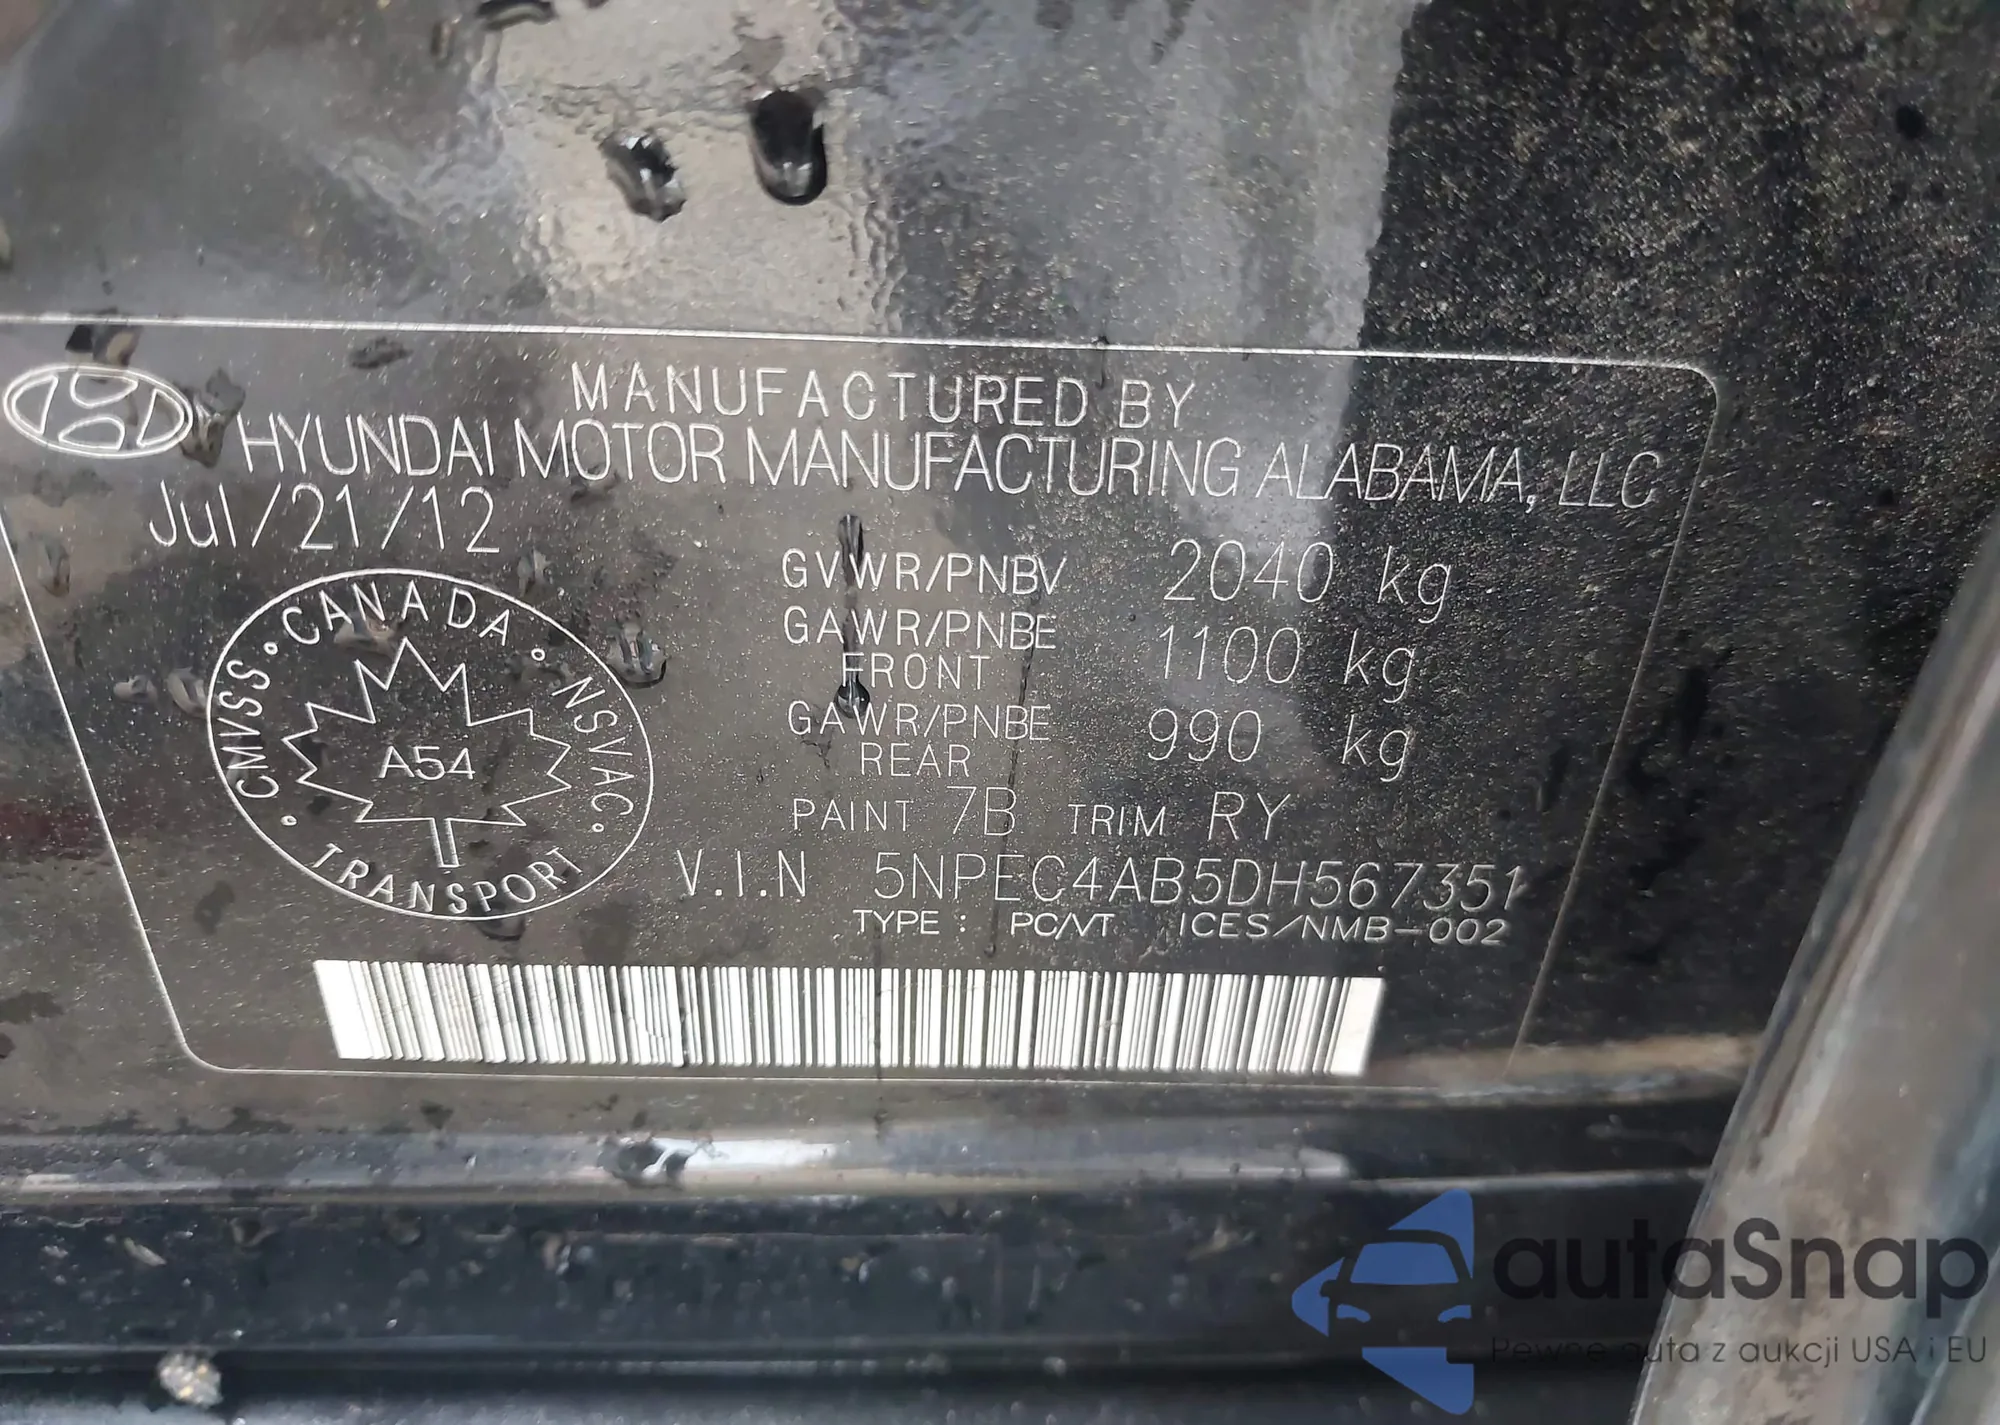 MANUFACTURED BY
HYUNDAI MOTOR MANUFACTURING ALABAMA, LLC
Jul/21/12
GVWR/PNBV 2040 kg
GAWR/PNBE FRONT 1100 kg
GAWR/PNBE REAR 990 kg
PAINT 7B TRIM RY
V.I.N 5NPEC4AB5DH567351
TYPE : PC/VT ICES/NMB-002
CMVSS · CANADA · NSVAC · TRANSPORT ·
A54
autaSnap
Pewne auta z aukcji USA i EU